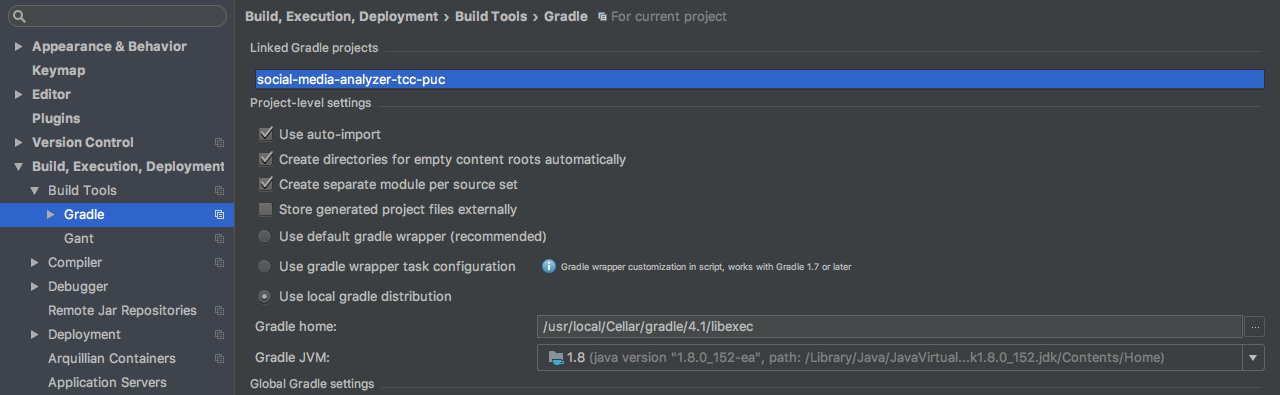 Build, Execution, Deployment › Build Tools › Gradle For current project
Appearance & Behavior
Keymap
Editor
Plugins
Version Control
Build, Execution, Deployment
Build Tools
Gradle
Gant
Compiler
Debugger
Remote Jar Repositories
Deployment
Arquillian Containers
Application Servers
Linked Gradle projects
social-media-analyzer-tcc-puc
Project-level settings
Use auto-import
Create directories for empty content roots automatically
Create separate module per source set
Store generated project files externally
Use default gradle wrapper (recommended)
Use gradle wrapper task configuration Gradle wrapper customization in script, works with Gradle 1.7 or later
Use local gradle distribution
Gradle home: /usr/local/Cellar/gradle/4.1/libexec ...
Gradle JVM: 1.8 (java version "1.8.0_152-ea", path: /Library/Java/JavaVirtual...k1.8.0_152.jdk/Contents/Home)
Global Gradle settings